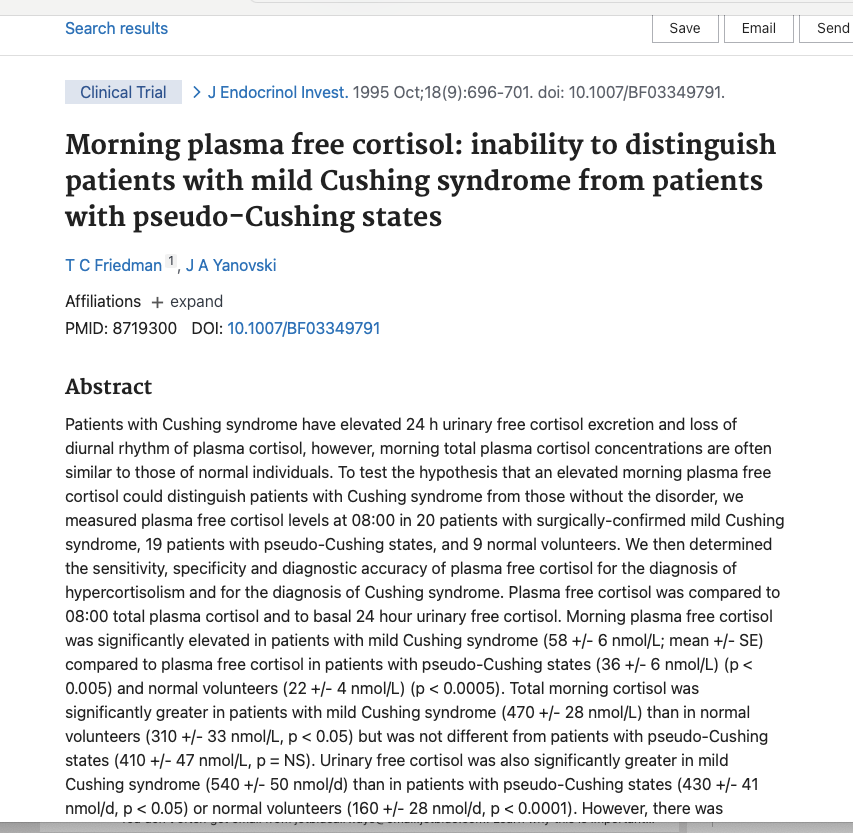 Search results
Save
Email
Send
Clinical Trial > J Endocrinol Invest. 1995 Oct;18(9):696-701. doi: 10.1007/BF03349791.
Morning plasma free cortisol: inability to distinguish
patients with mild Cushing syndrome from patients
with pseudo-Cushing states
T C Friedman 1, J A Yanovski
Affiliations + expand
PMID: 8719300 DOI: 10.1007/BF03349791
Abstract
Patients with Cushing syndrome have elevated 24 h urinary free cortisol excretion and loss of
diurnal rhythm of plasma cortisol, however, morning total plasma cortisol concentrations are often
similar to those of normal individuals. To test the hypothesis that an elevated morning plasma free
cortisol could distinguish patients with Cushing syndrome from those without the disorder, we
measured plasma free cortisol levels at 08:00 in 20 patients with surgically-confirmed mild Cushing
syndrome, 19 patients with pseudo-Cushing states, and 9 normal volunteers. We then determined
the sensitivity, specificity and diagnostic accuracy of plasma free cortisol for the diagnosis of
hypercortisolism and for the diagnosis of Cushing syndrome. Plasma free cortisol was compared to
08:00 total plasma cortisol and to basal 24 hour urinary free cortisol. Morning plasma free cortisol
was significantly elevated in patients with mild Cushing syndrome (58 +/- 6 nmol/L; mean +/- SE)
compared to plasma free cortisol in patients with pseudo-Cushing states (36 +/- 6 nmol/L) (p <
0.005) and normal volunteers (22 +/- 4 nmol/L) (p < 0.0005). Total morning cortisol was
significantly greater in patients with mild Cushing syndrome (470 +/- 28 nmol/L) than in normal
volunteers (310 +/- 33 nmol/L, p < 0.05) but was not different from patients with pseudo-Cushing
states (410 +/- 47 nmol/L, p = NS). Urinary free cortisol was also significantly greater in mild
Cushing syndrome (540 +/- 50 nmol/d) than in patients with pseudo-Cushing states (430 +/- 41
nmol/d, p < 0.05) or normal volunteers (160 +/- 28 nmol/d, p < 0.0001). However, there was